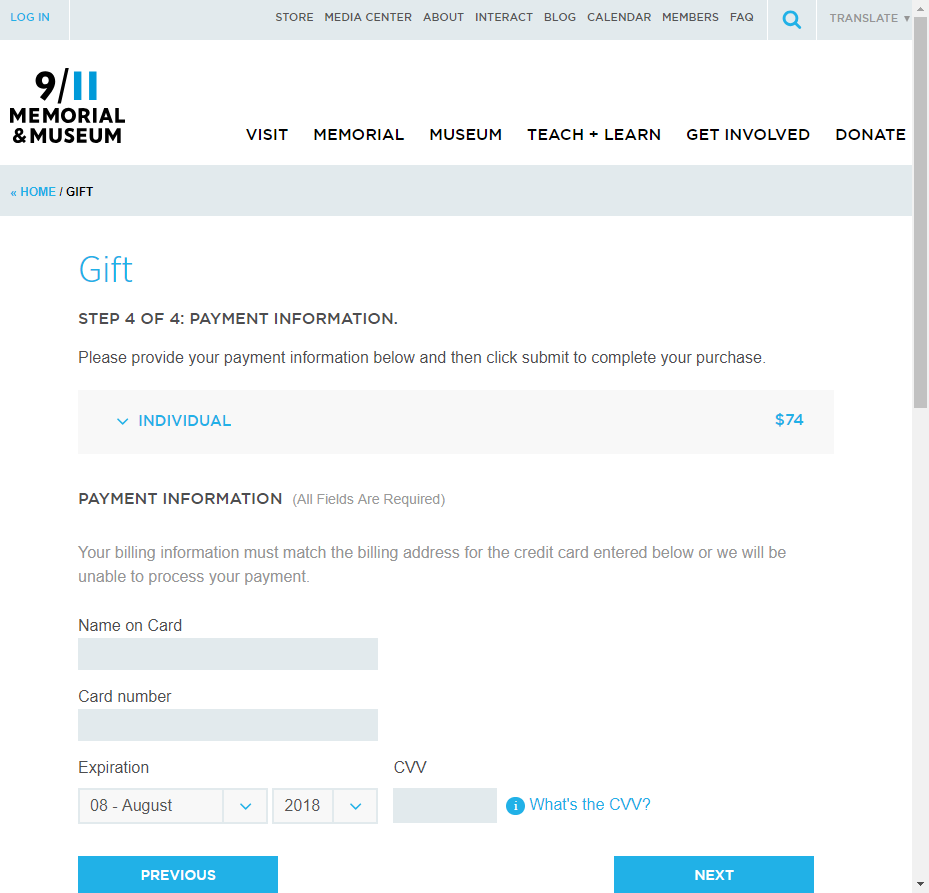 LOG IN
STORE MEDIA CENTER ABOUT INTERACT BLOG CALENDAR MEMBERS FAQ
TRANSLATE ▼
9/11
MEMORIAL
& MUSEUM
VISIT MEMORIAL MUSEUM TEACH + LEARN GET INVOLVED DONATE
« HOME / GIFT
Gift
STEP 4 OF 4: PAYMENT INFORMATION.
Please provide your payment information below and then click submit to complete your purchase.
INDIVIDUAL $74
PAYMENT INFORMATION (All Fields Are Required)
Your billing information must match the billing address for the credit card entered below or we will be
unable to process your payment.
Name on Card
Card number
Expiration CVV
08 - August 2018 i What's the CVV?
PREVIOUS NEXT